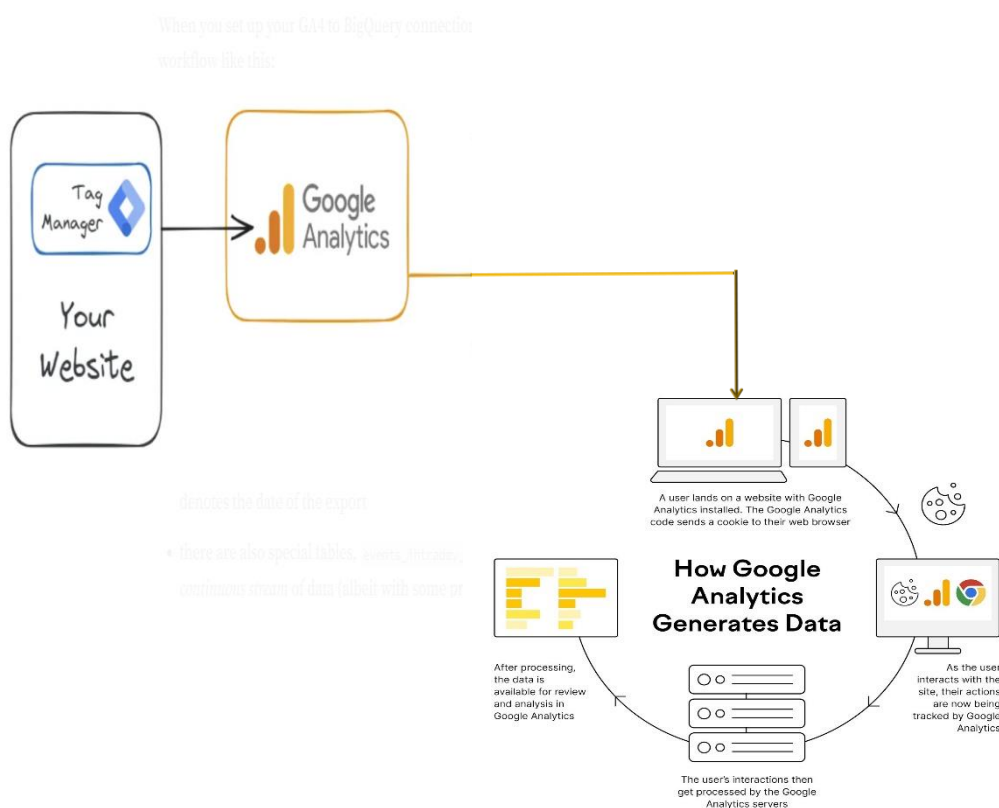 When you set up your GA4 to BigQuery connection
workflow like this:
Tag
Manager
Your
Website
Google
Analytics
denotes the date of the export
• there are also special tables,
continuous stream of data (albei) with some pr
A user lands on a website with Google
Analytics installed. The Google Analytics
code sends a cookie to their web browser
How Google
Analytics
Generates Data
As the user
interacts with the
site, their actions
are now being
tracked by Google
Analytics
The user's interactions then
get processed by the Google
Analytics servers
After processing,
the data is
available for review
and analysis in
Google Analytics